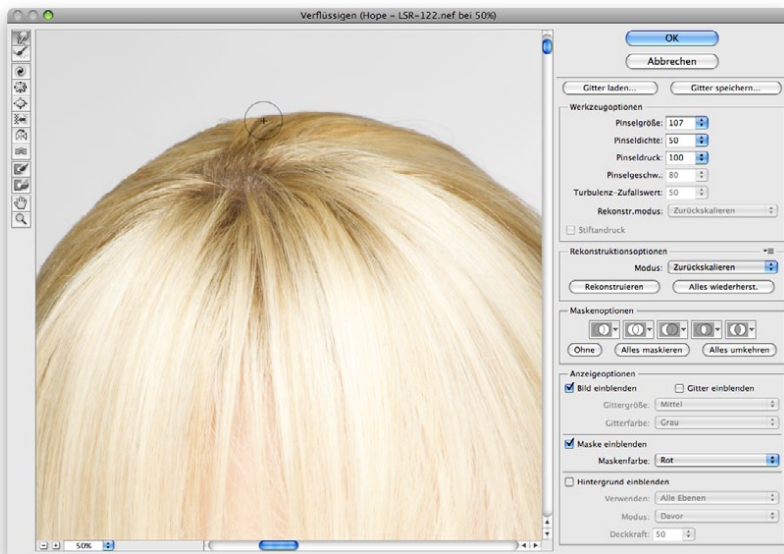 Verflüssigen (Hope – LSR-122.nef bei 50%)
OK
Abbrechen
Gitter laden... Gitter speichern...
Werkzeugoptionen
Pinselgröße: 107
Pinseldichte: 50
Pinseldruck: 100
Pinselgeschw.: 80
Turbulenz-Zufallswert: 50
Rekonstr.modus: Zurückskalieren
Stiftandruck
Rekonstruktionsoptionen
Modus: Zurückskalieren
Rekonstruieren Alles wiederherst.
Maskenoptionen
Ohne Alles maskieren Alles umkehren
Anzeigeoptionen
Bild einblenden Gitter einblenden
Gittergröße: Mittel
Gitterfarbe: Grau
Maske einblenden
Maskenfarbe: Rot
Hintergrund einblenden
Verwenden: Alle Ebenen
Modus: Davor
Deckkraft: 50
50%